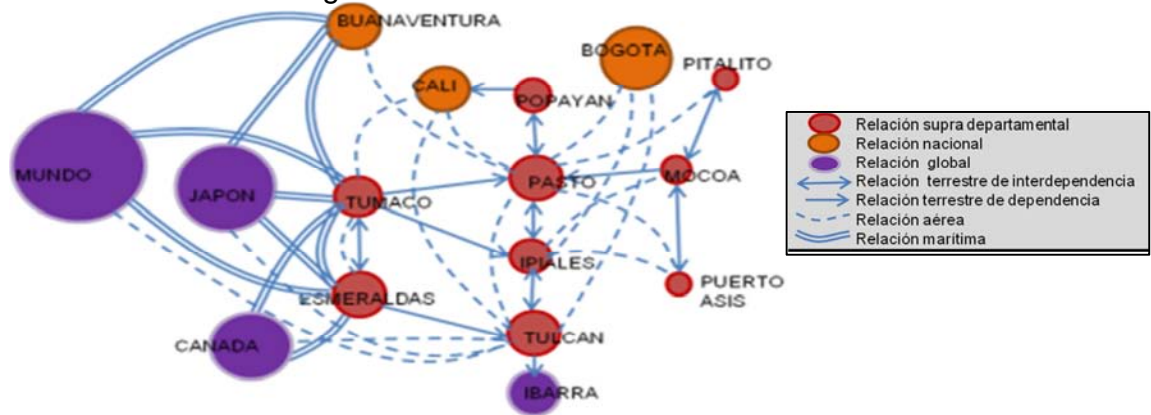 BUANAVENTURA
BOGOTA
PITALITO
CALI
POPAYAN
MUNDO
JAPON
TUMACO
PASTO
MOCOA
IPIALES
ESMERALDAS
PUERTO
ASIS
CANADA
TULCAN
IBARRA
Relación supra departamental
Relación nacional
Relación global
Relación terrestre de interdependencia
Relación terrestre de dependencia
Relación aérea
Relación marítima